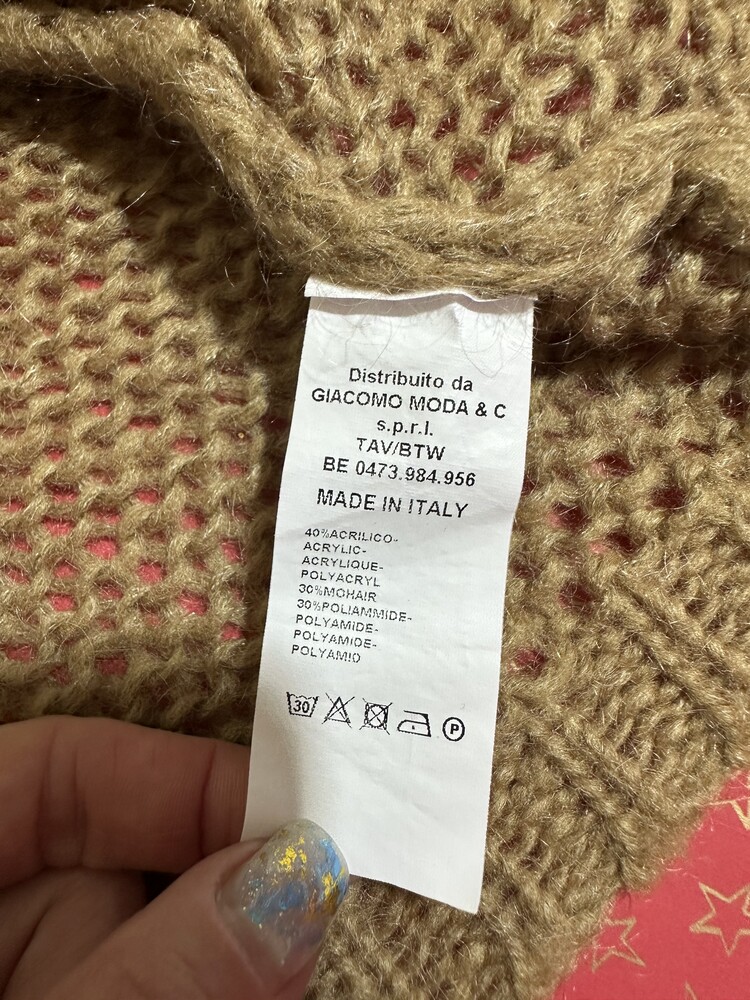 Distribuito da
GIACOMO MODA & C
s.p.r.l.
TAV/BTW
BE 0473.984.956
MADE IN ITALY
40%ACRILICO-
ACRYLIC-
ACRYLIQUE-
POLYACRYL
30%MOHAIR
30%POLIAMMIDE-
POLYAMIDE-
POLYAMIDE-
POLYAMID
30 P